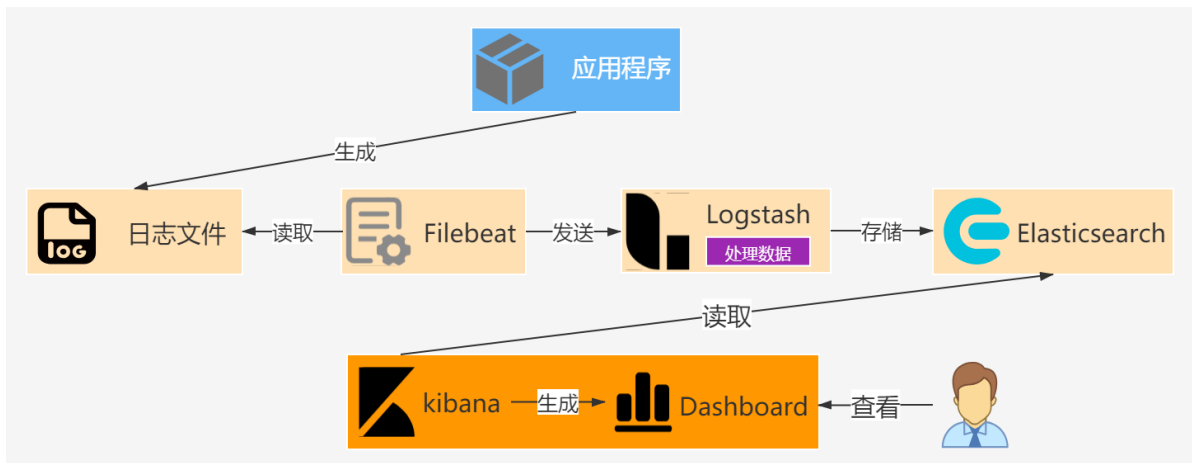 应用程序
生成
日志文件
读取
Filebeat
发送
Logstash
处理数据
存储
Elasticsearch
读取
kibana
生成
Dashboard
查看
LOG